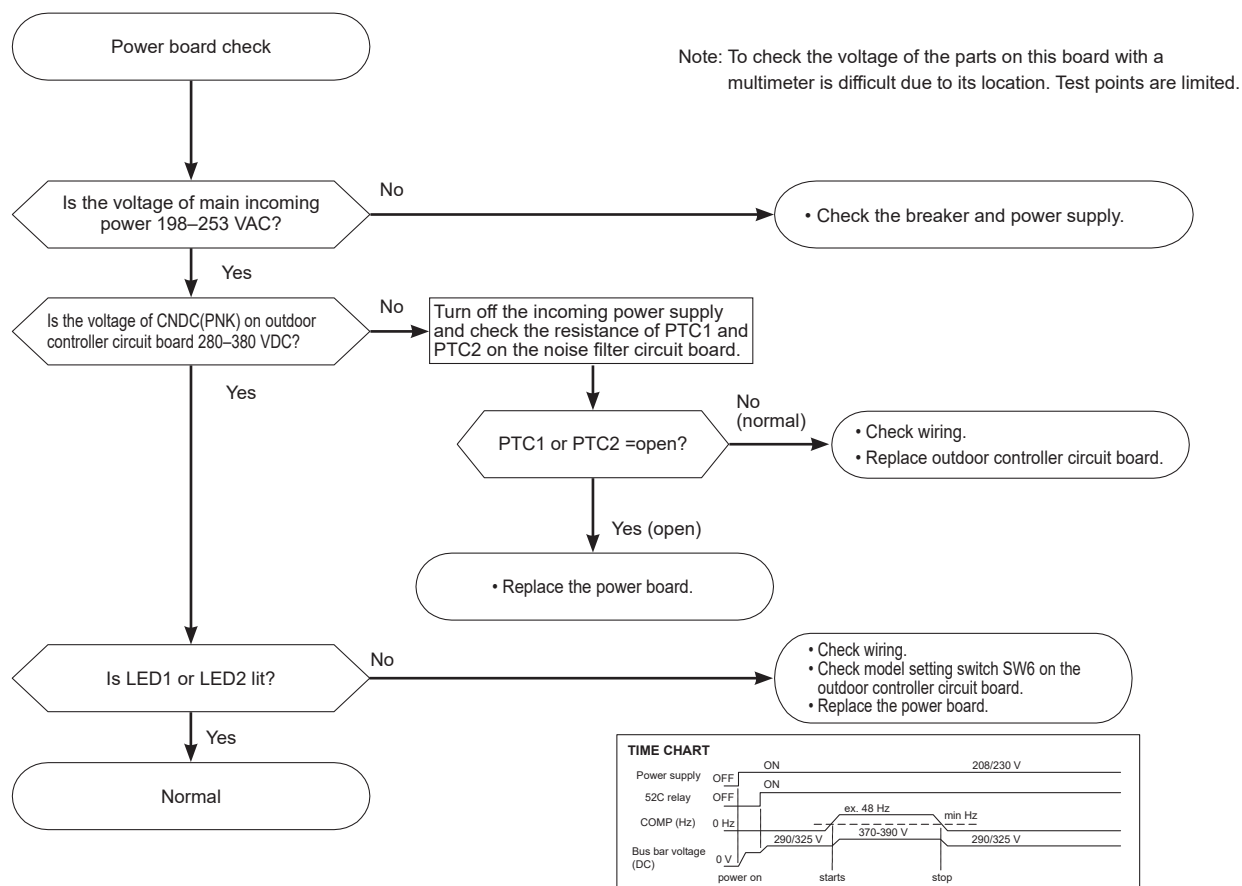 Power board check
Note: To check the voltage of the parts on this board with a
multimeter is difficult due to its location. Test points are limited.
Is the voltage of main incoming
power 198–253 VAC?
No
• Check the breaker and power supply.
Yes
Is the voltage of CNDC(PNK) on outdoor
controller circuit board 280–380 VDC?
No
Turn off the incoming power supply
and check the resistance of PTC1 and
PTC2 on the noise filter circuit board.
Yes
PTC1 or PTC2 =open?
No
(normal)
• Check wiring.
• Replace outdoor controller circuit board.
Yes (open)
• Replace the power board.
Is LED1 or LED2 lit?
No
• Check wiring.
• Check model setting switch SW6 on the
outdoor controller circuit board.
• Replace the power board.
Yes
Normal
TIME CHART
Power supply OFF ON 208/230 V
52C relay OFF ON
COMP (Hz) 0 Hz ex. 48 Hz min Hz
Bus bar voltage
(DC) 0 V 290/325 V 370-390 V 290/325 V
power on starts stop